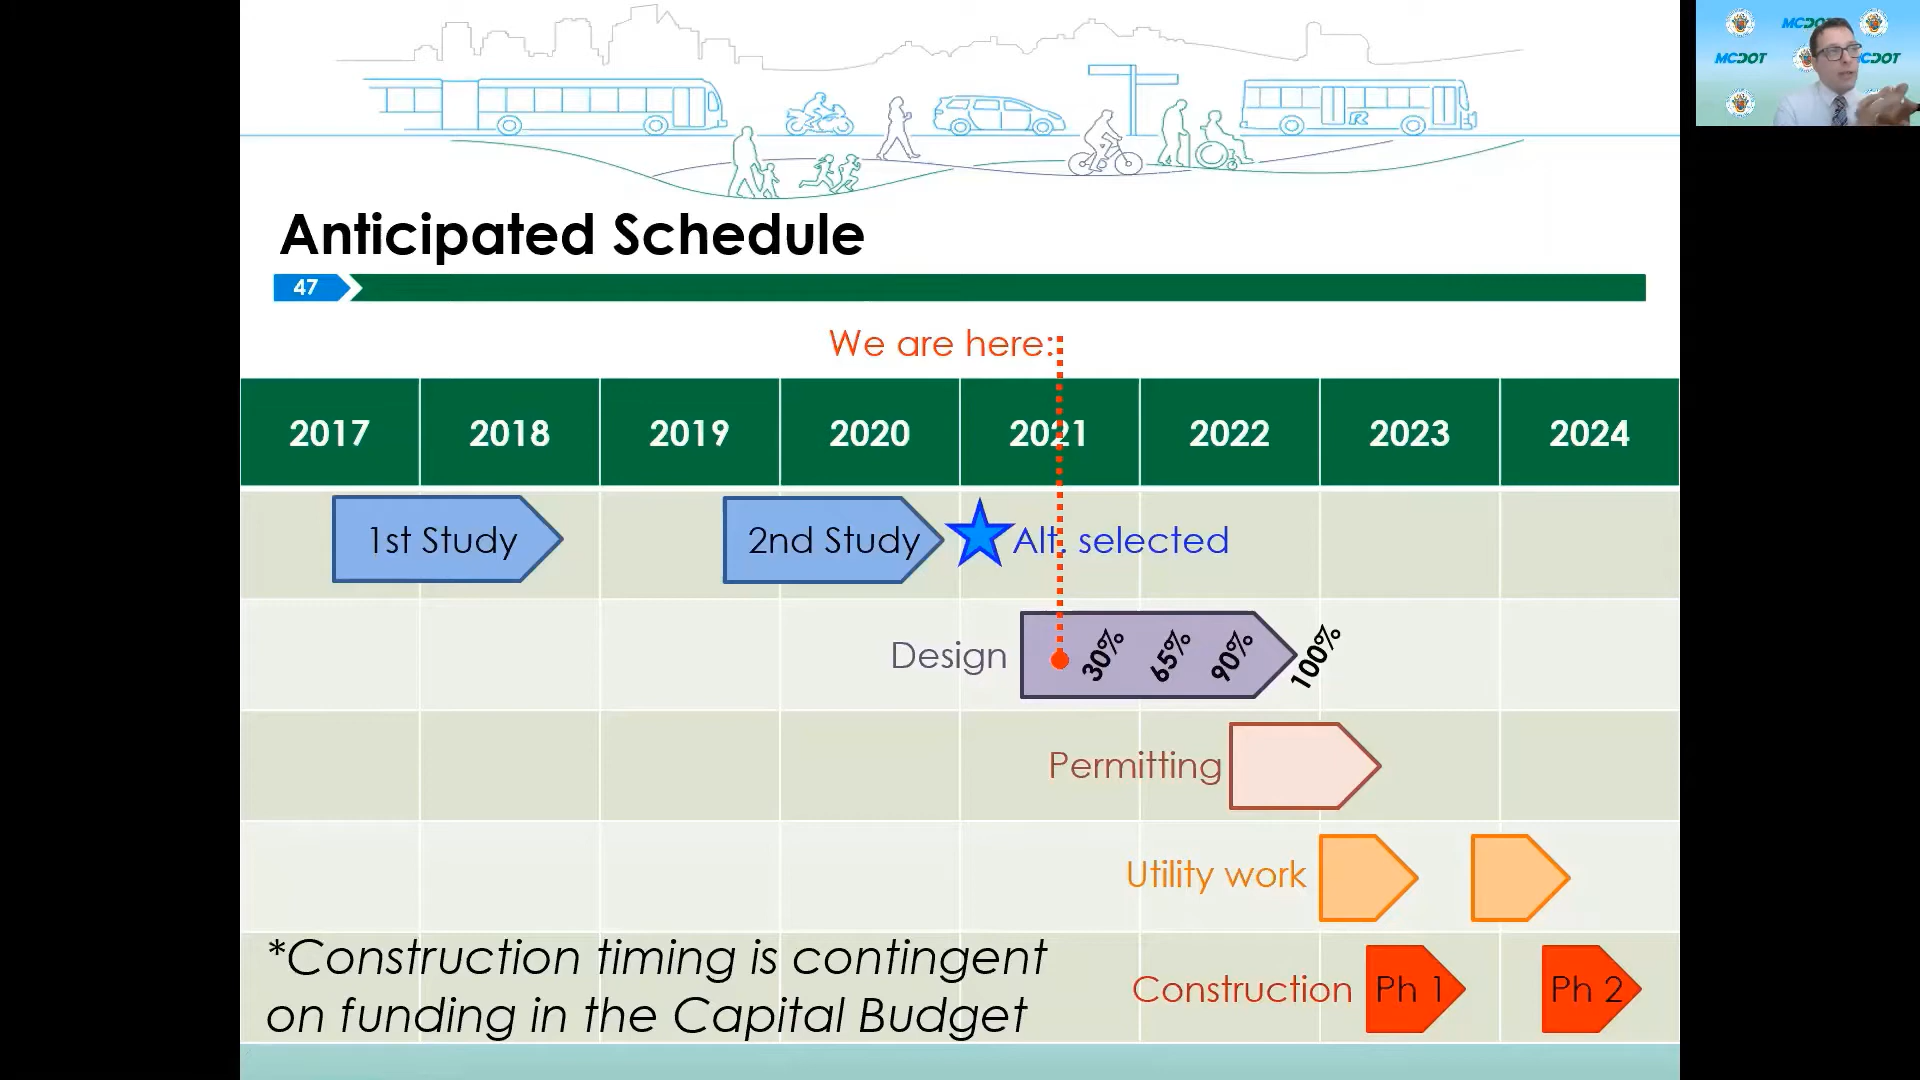 MCDOT
MCDOT
MCDOT
R
Anticipated Schedule
47
We are here:
2017 2018 2019 2020 2021 2022 2023 2024
1st Study 2nd Study Alt. selected
Design 30% 65% 90% 100%
Permitting
Utility work
*Construction timing is contingent
on funding in the Capital Budget
Construction Ph 1 Ph 2